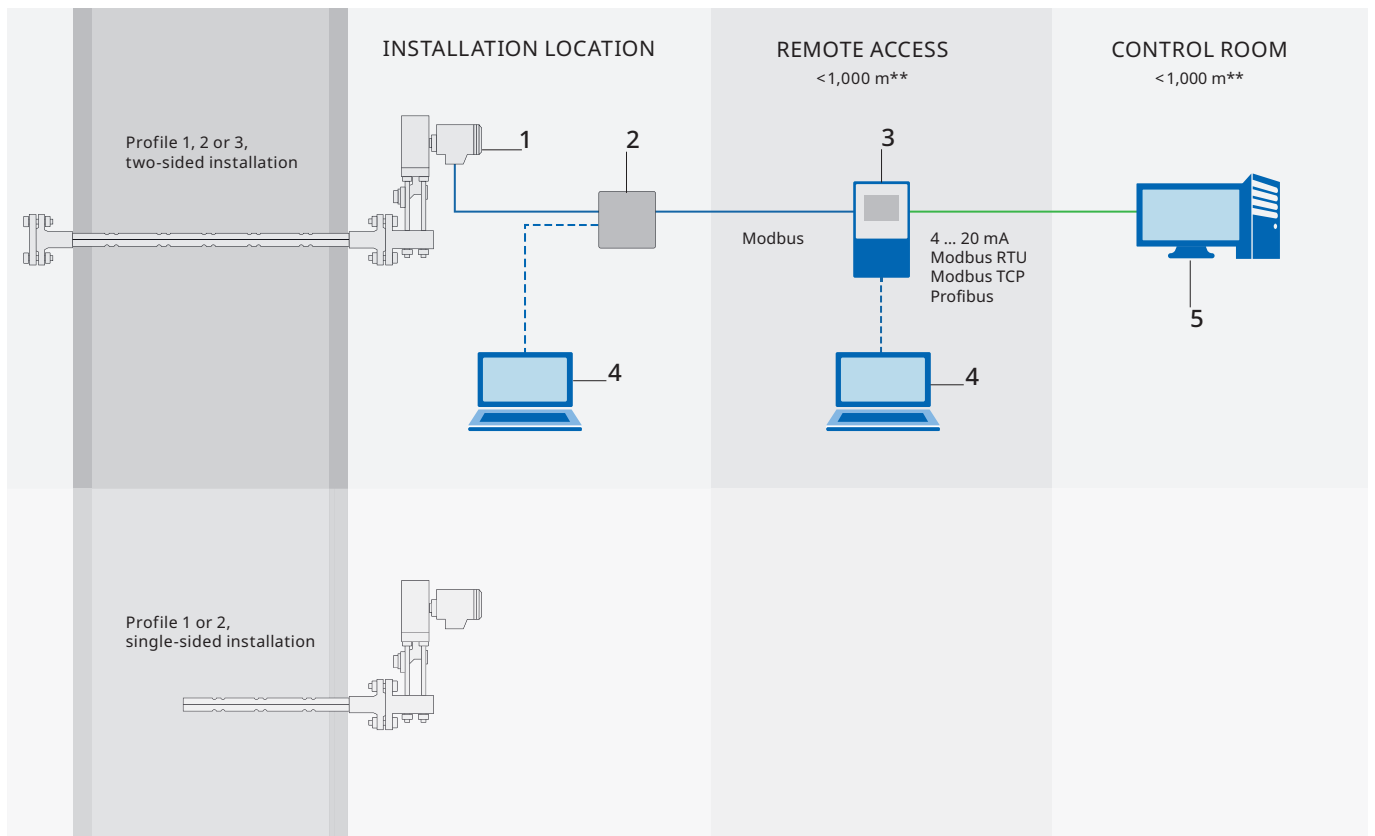 INSTALLATION LOCATION
REMOTE ACCESS
<1,000 m**
CONTROL ROOM
<1,000 m**
Profile 1, 2 or 3,
two-sided installation
1
2
3
Modbus
4 ... 20 mA
Modbus RTU
Modbus TCP
Profibus
5
4
4
Profile 1 or 2,
single-sided installation